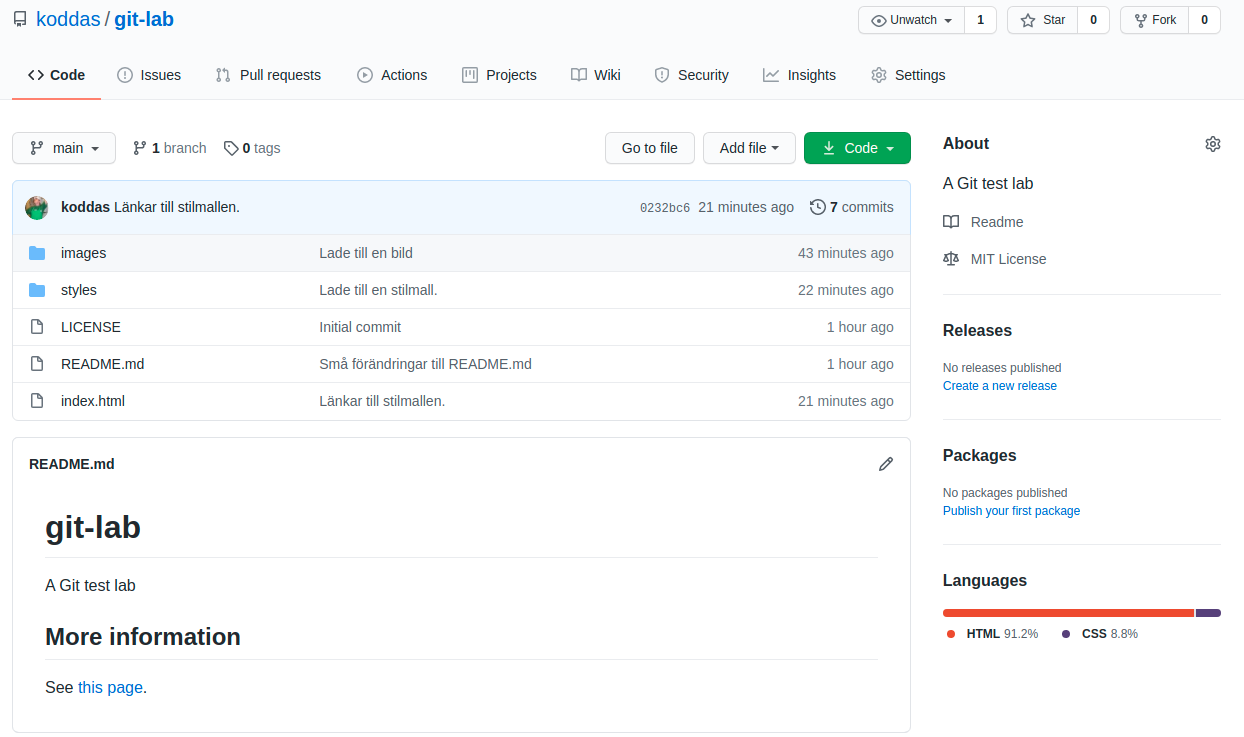 koddas / git-lab
Unwatch 1 Star 0 Fork 0
Code Issues Pull requests Actions Projects Wiki Security Insights Settings
main 1 branch 0 tags Go to file Add file Code
koddas Länkar till stilmallen. 0232bc6 21 minutes ago 7 commits
images Lade till en bild 43 minutes ago
styles Lade till en stilmall. 22 minutes ago
LICENSE Initial commit 1 hour ago
README.md Små förändringar till README.md 1 hour ago
index.html Länkar till stilmallen. 21 minutes ago
README.md
git-lab
A Git test lab
More information
See this page.
About
A Git test lab
Readme
MIT License
Releases
No releases published
Create a new release
Packages
No packages published
Publish your first package
Languages
HTML 91.2% CSS 8.8%